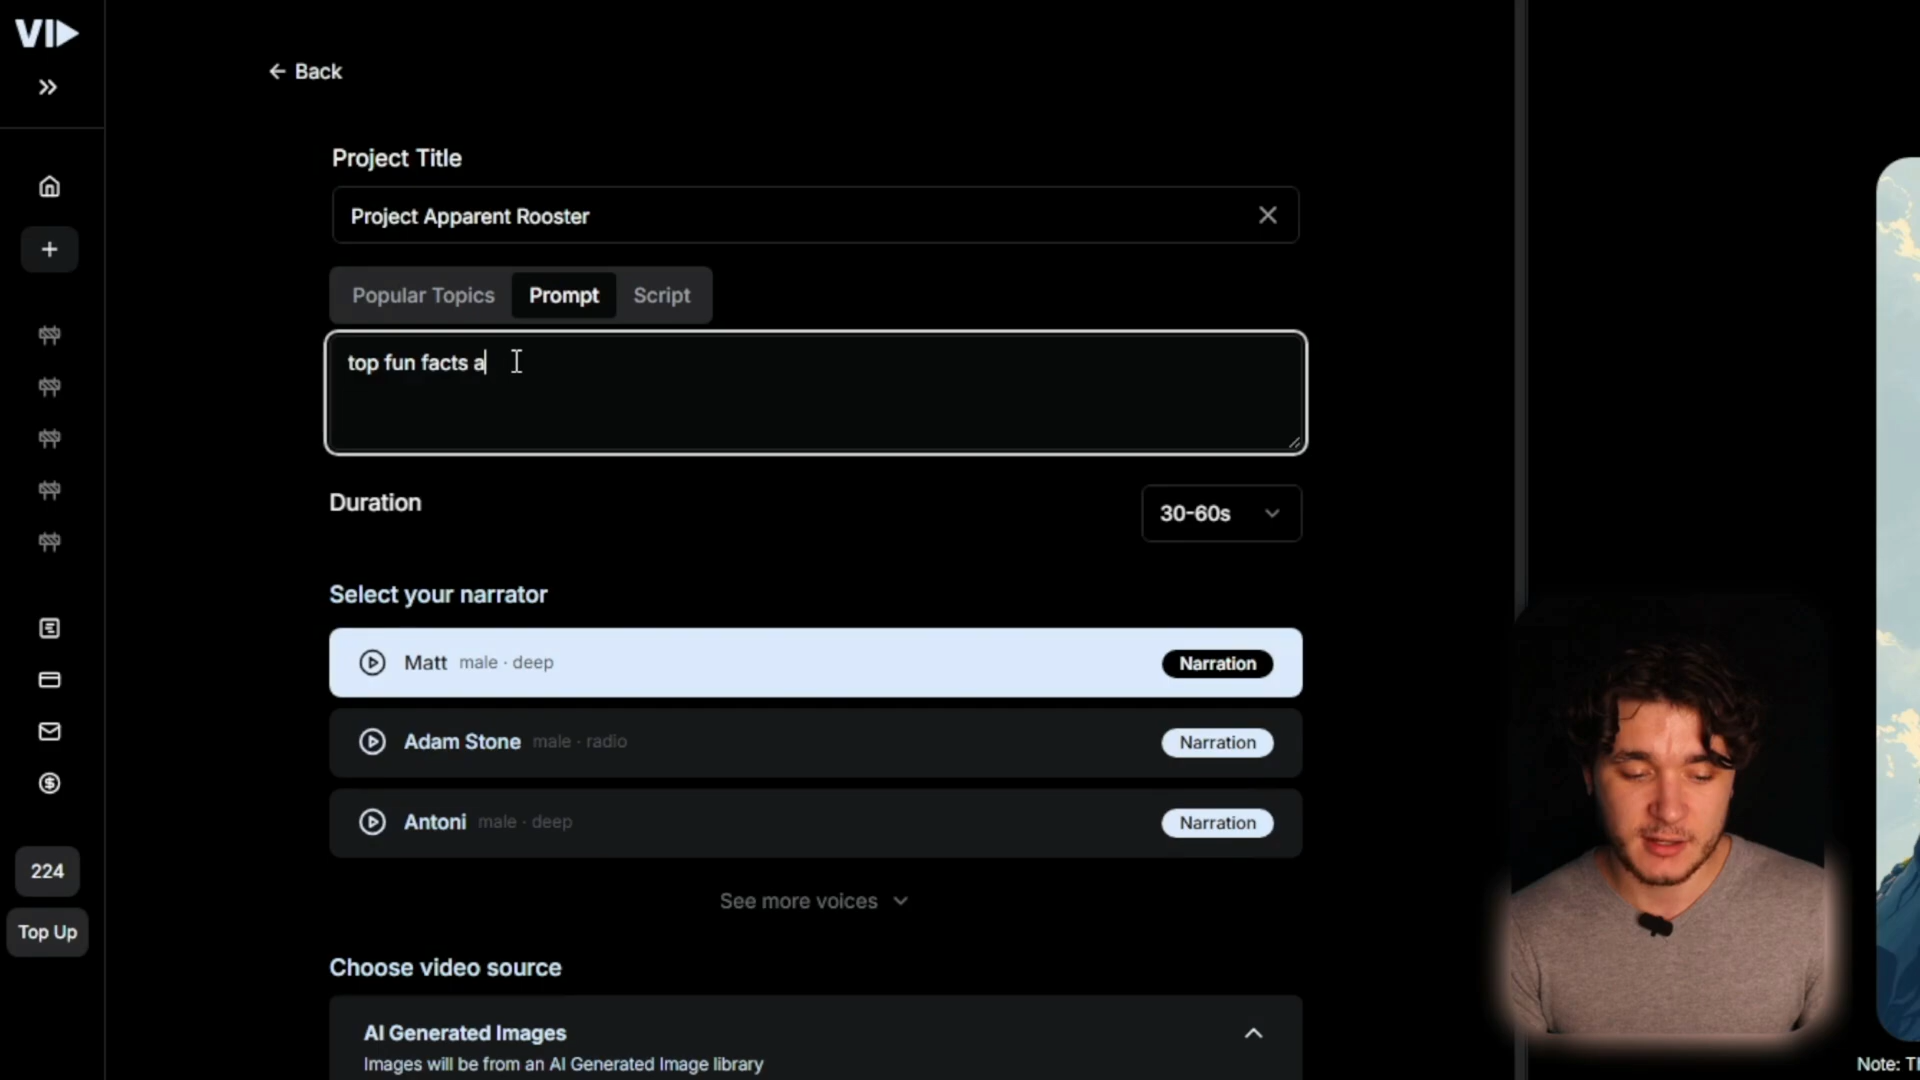 VID
Back
Project Title
Project Apparent Rooster
Popular Topics Prompt Script
top fun facts a
Duration
30-60s
Select your narrator
Matt male · deep Narration
Adam Stone male · radio Narration
Antoni male · deep Narration
See more voices
224
Top Up
Choose video source
AI Generated Images
Images will be from an AI Generated Image library
Note: